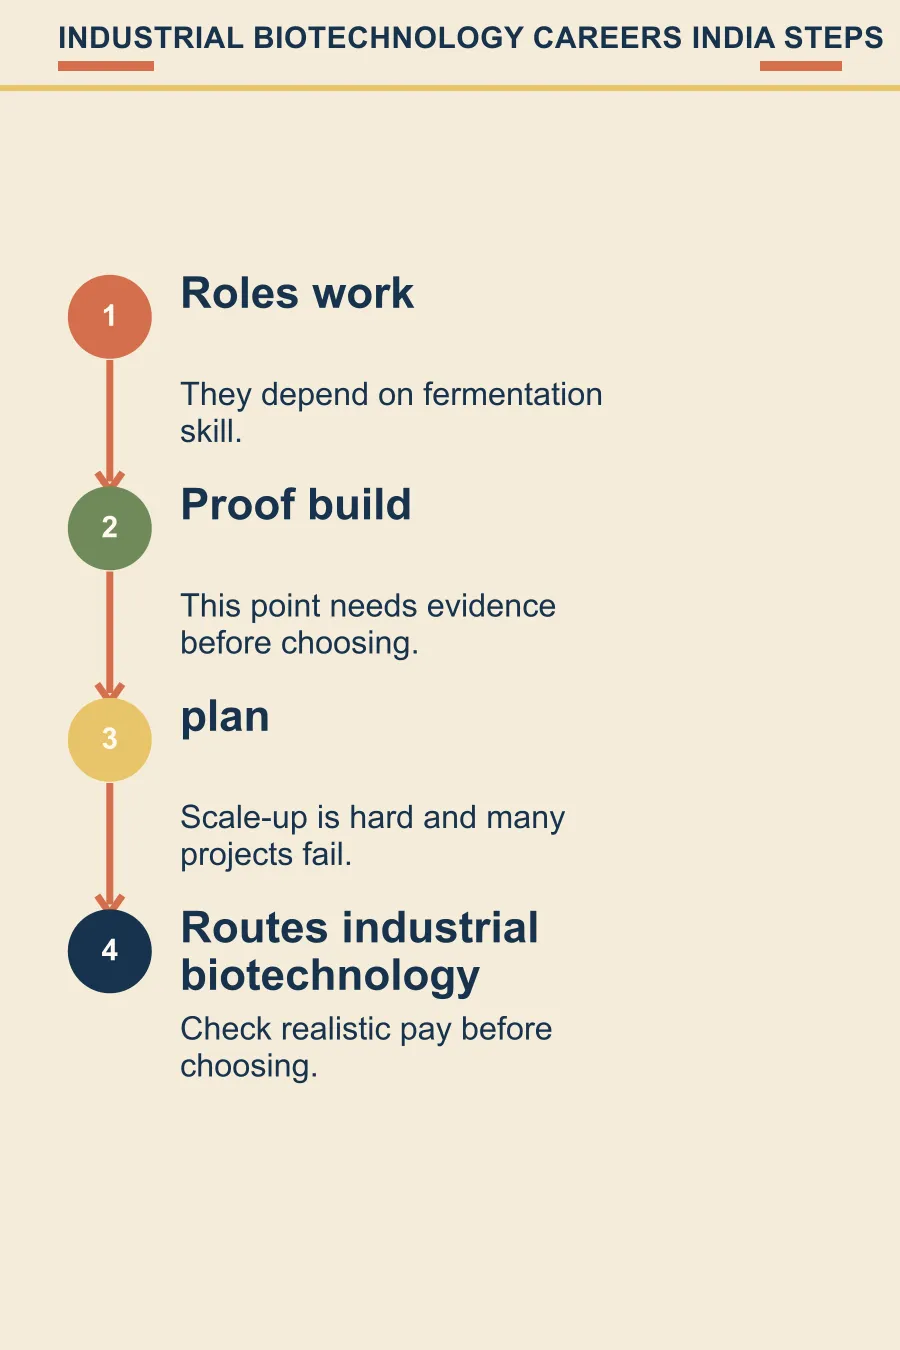 INDUSTRIAL BIOTECHNOLOGY CAREERS INDIA STEPS
1
Roles work
They depend on fermentation
skill.
2
Proof build
This point needs evidence
before choosing.
3
plan
Scale-up is hard and many
projects fail.
4
Routes industrial
biotechnology
Check realistic pay before
choosing.